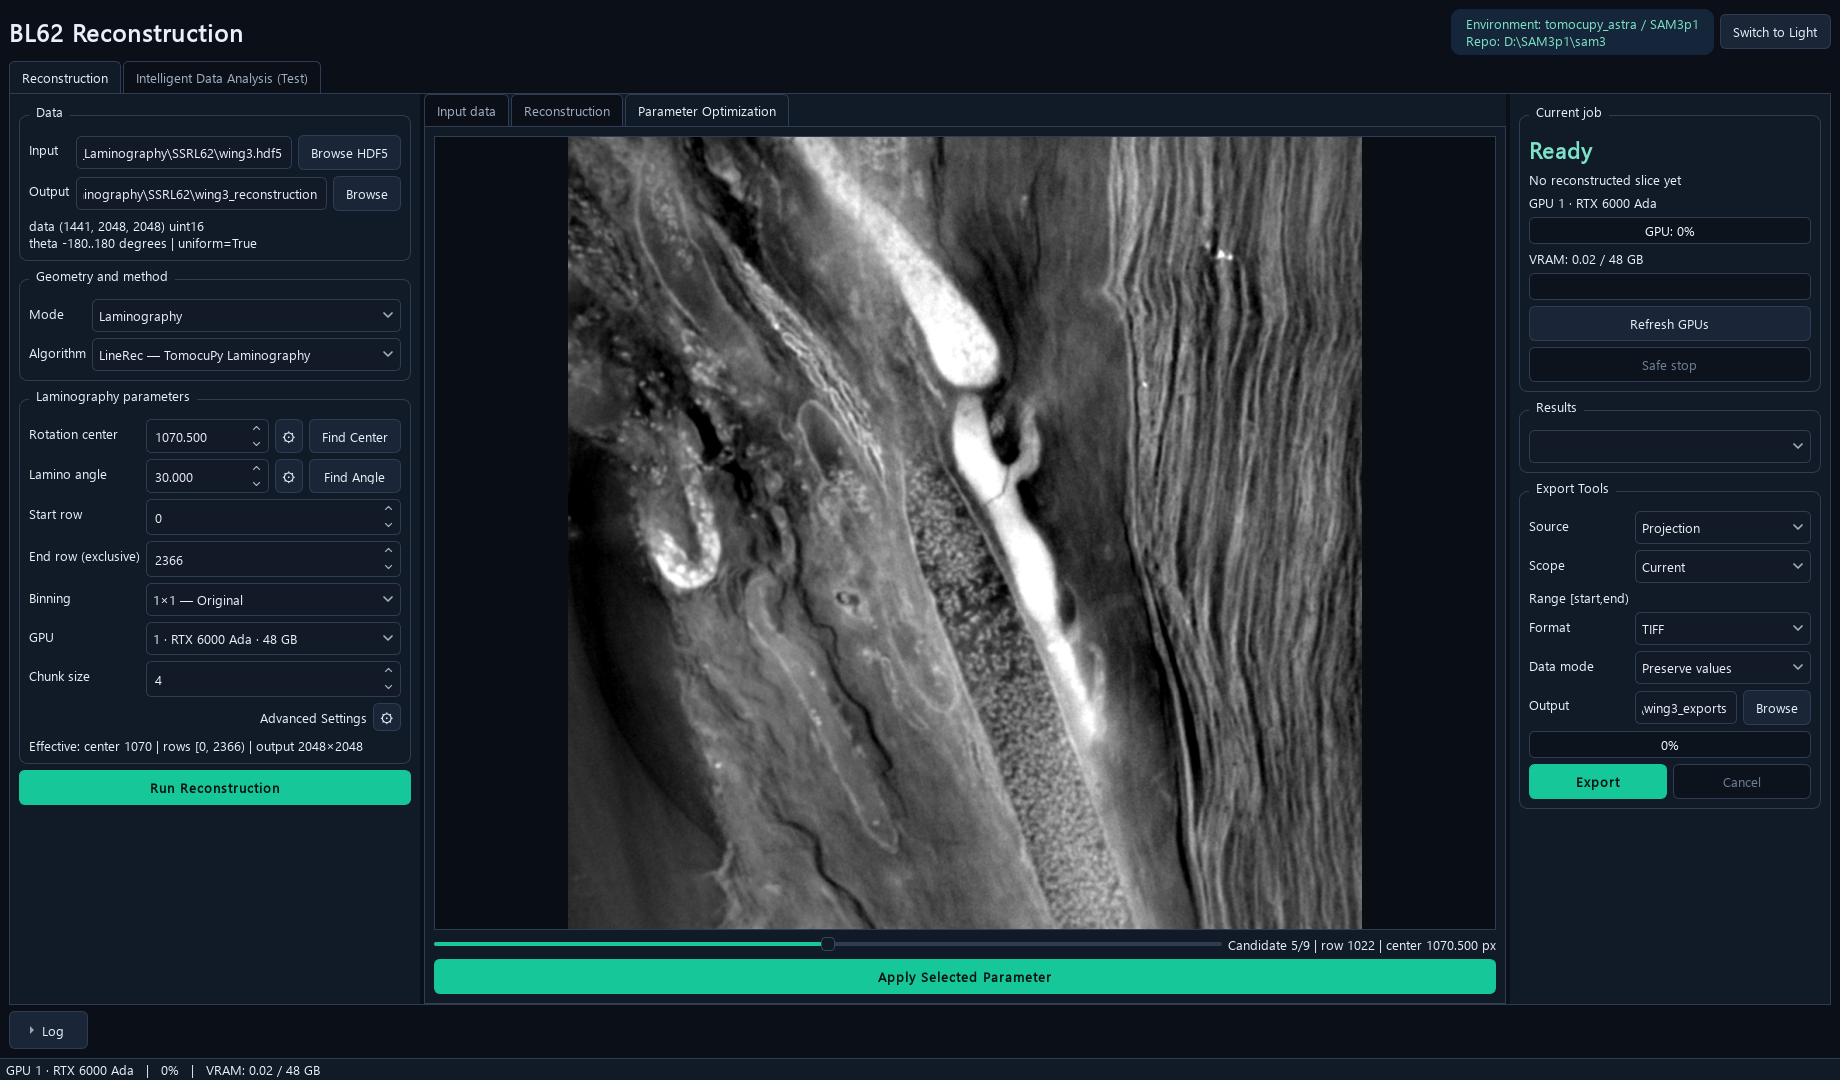 BL62 Reconstruction
Environment: tomocupy_astra / SAM3p1
Repo: D:\SAM3p1\sam3
Switch to Light
Reconstruction
Intelligent Data Analysis (Test)
Data
Input
_Laminography\SSRL62\wing3.hdf5
Browse HDF5
Output
inography\SSRL62\wing3_reconstruction
Browse
data (1441, 2048, 2048) uint16
theta -180..180 degrees | uniform=True
Geometry and method
Mode
Laminography
Algorithm
LineRec — TomocuPy Laminography
Laminography parameters
Rotation center
1070.500
Find Center
Lamino angle
30.000
Find Angle
Start row
0
End row (exclusive)
2366
Binning
1×1 — Original
GPU
1 · RTX 6000 Ada · 48 GB
Chunk size
4
Advanced Settings
Effective: center 1070 | rows [0, 2366) | output 2048×2048
Run Reconstruction
Input data
Reconstruction
Parameter Optimization
Candidate 5/9 | row 1022 | center 1070.500 px
Apply Selected Parameter
Current job
Ready
No reconstructed slice yet
GPU 1 · RTX 6000 Ada
GPU: 0%
VRAM: 0.02 / 48 GB
Refresh GPUs
Safe stop
Results
Export Tools
Source
Projection
Scope
Current
Range [start,end)
Format
TIFF
Data mode
Preserve values
Output
\wing3_exports
Browse
0%
Export
Cancel
Log
GPU 1 · RTX 6000 Ada | 0% | VRAM: 0.02 / 48 GB